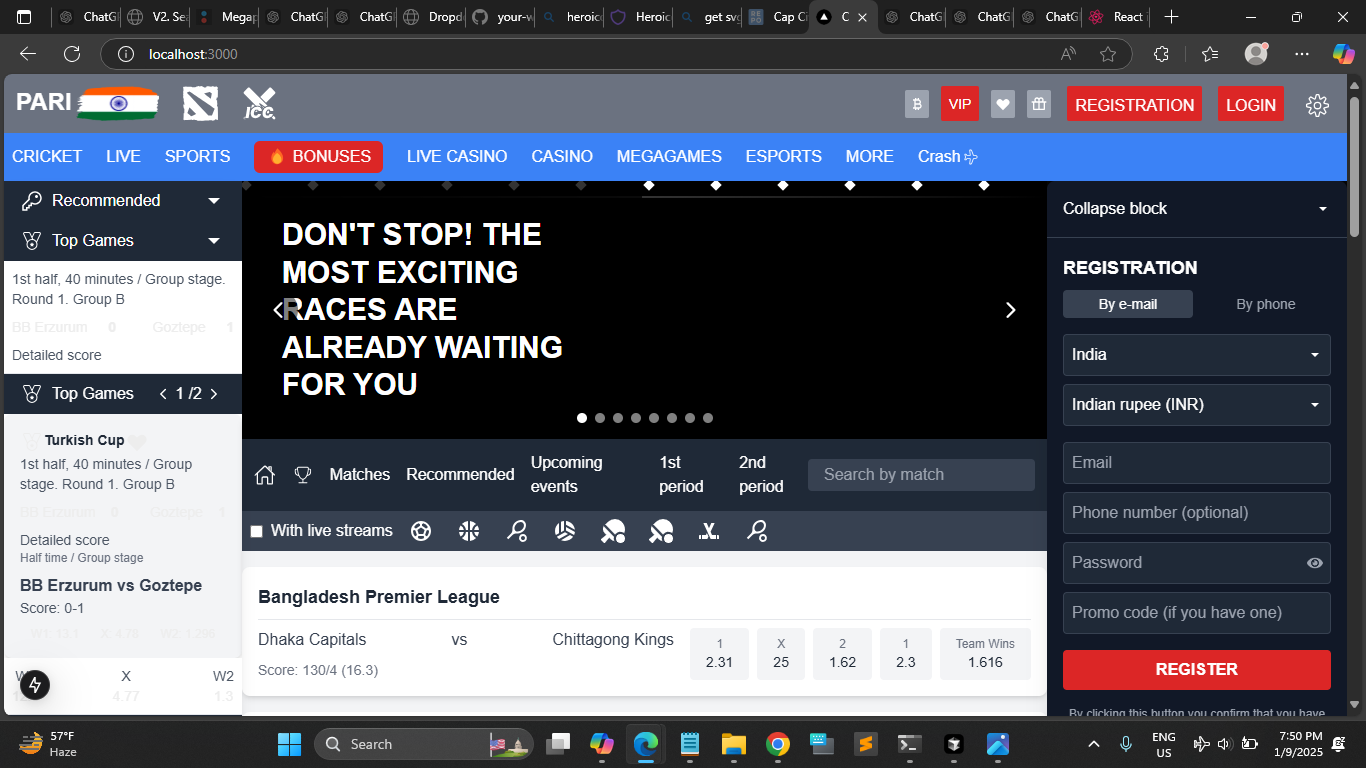 ChatG
V2. Sea
Megap
ChatGI
ChatGI
Dropd
your-w
heroic
Heroic
get svg
Cap Ci
C
ChatG
ChatGI
ChatGI
React i
localhost:3000
PARI
ICC
VIP
REGISTRATION
LOGIN
CRICKET
LIVE
SPORTS
BONUSES
LIVE CASINO
CASINO
MEGAGAMES
ESPORTS
MORE
Crash
Recommended
Top Games
1st half, 40 minutes / Group stage.
Round 1. Group B
BB Erzurum 0 Goztepe 1
Detailed score
Top Games 1 /2
Turkish Cup
1st half, 40 minutes / Group
stage. Round 1. Group B
BB Erzurum 0 Goztepe 1
Detailed score
Half time / Group stage
BB Erzurum vs Goztepe
Score: 0-1
W1: 13.1 X: 4.78 W2: 1.296
X W2
4.77 1.3
DON'T STOP! THE
MOST EXCITING
RACES ARE
ALREADY WAITING
FOR YOU
Matches
Recommended
Upcoming
events
1st
period
2nd
period
Search by match
With live streams
Bangladesh Premier League
Dhaka Capitals vs Chittagong Kings
Score: 130/4 (16.3)
1
2.31
X
25
2
1.62
1
2.3
Team Wins
1.616
Collapse block
REGISTRATION
By e-mail
By phone
India
Indian rupee (INR)
Email
Phone number (optional)
Password
Promo code (if you have one)
REGISTER
By clicking this button you confirm that you have
57°F
Haze
Search
ENG
US
7:50 PM
1/9/2025